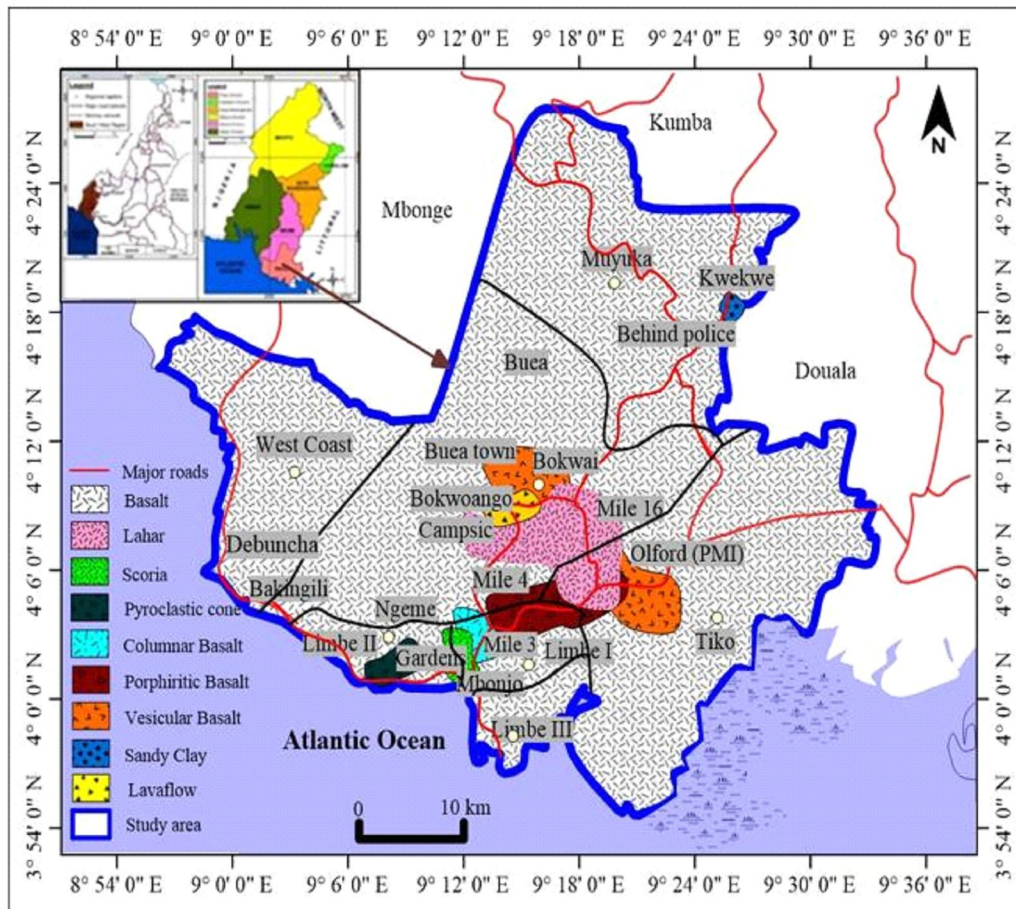 8° 54' 0" E
9° 0' 0" E
9° 6' 0" E
9° 12' 0" E
9° 18' 0" E
9° 24' 0" E
9° 30' 0" E
9° 36' 0" E
4° 24' 0" N
4° 18' 0" N
4° 12' 0" N
4° 6' 0" N
4° 0' 0" N
3° 54' 0" N
Legend
NIGERIA
LITTORAL
NORTH WEST
ATLANTIC OCEAN
N
Kumba
Mbonge
Muyuka
Kwekwe
Behind police
Buea
Douala
West Coast
Buea town
Bokwai
Bokwoango
Mile 16
Campsic
Debuncha
Olford (PMI)
Mile 4
Bakingili
Ngeme
Limbe II
Garden
Mile 3
Limbe I
Tiko
Mbonjo
Limbe III
Atlantic Ocean
0
10 km
Major roads
Basalt
Lahar
Scoria
Pyroclastic cone
Columnar Basalt
Porphiritic Basalt
Vesicular Basalt
Sandy Clay
Lavaflow
Study area
4° 24' 0" N
4° 18' 0" N
4° 12' 0" N
4° 6' 0" N
4° 0' 0" N
3° 54' 0" N
8° 54' 0" E
9° 0' 0" E
9° 6' 0" E
9° 12' 0" E
9° 18' 0" E
9° 24' 0" E
9° 30' 0" E
9° 36' 0" E